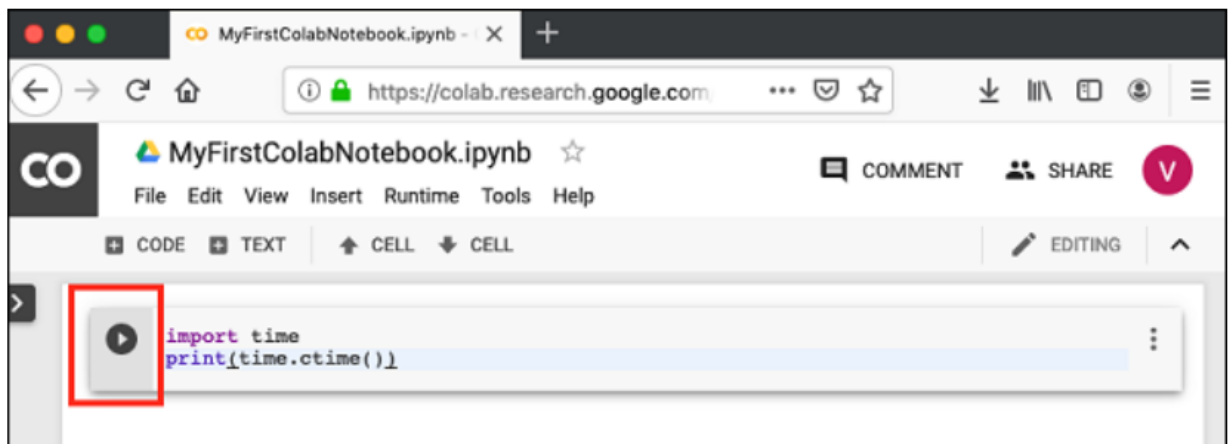 MyFirstColabNotebook.ipynb -
https://colab.research.google.com
CO MyFirstColabNotebook.ipynb
COMMENT SHARE V
File Edit View Insert Runtime Tools Help
CODE TEXT CELL CELL EDITING
import time
print(time.ctime())